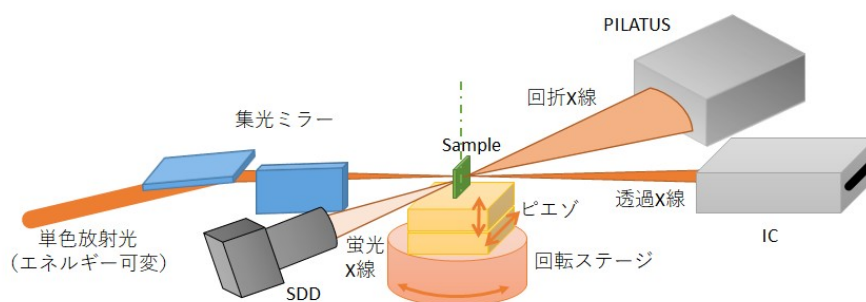 PILATUS
回折X線
集光ミラー
Sample
透過X線
IC
ピエゾ
回転ステージ
蛍光
X線
SDD
単色放射光
(エネルギー可変)